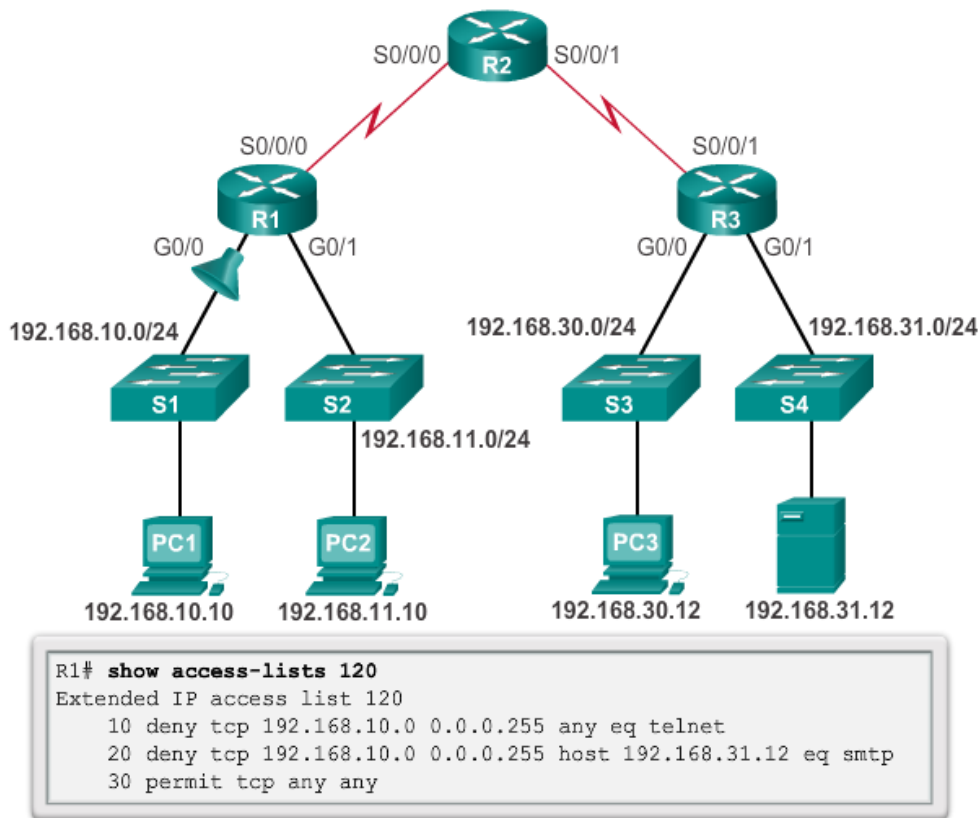 S0/0/0
R2
S0/0/1
S0/0/0
S0/0/1
R1
R3
G0/0
G0/1
G0/0
G0/1
192.168.10.0/24
192.168.30.0/24
192.168.31.0/24
S1
S2
S3
S4
192.168.11.0/24
PC1
PC2
PC3
192.168.10.10
192.168.11.10
192.168.30.12
192.168.31.12
R1# show access-lists 120
Extended IP access list 120
10 deny tcp 192.168.10.0 0.0.0.255 any eq telnet
20 deny tcp 192.168.10.0 0.0.0.255 host 192.168.31.12 eq smtp
30 permit tcp any any